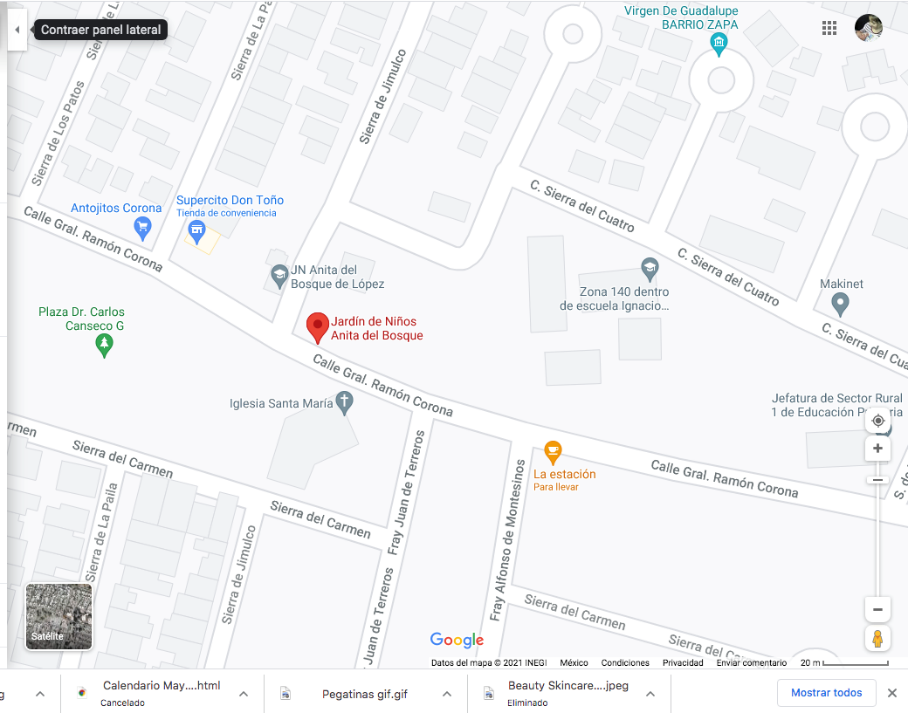 Contraer panel lateral
Virgen De Guadalupe
BARRIO ZAPA
Sierra de La Pa
Sierra de Los Patos
Sierra de Jimulco
C. Sierra del Cuatro
C. Sierra del Cuatro
C. Sierra del Cua
Antojitos Corona
Supercito Don Toño
Tienda de conveniencia
Calle Gral. Ramón Corona
JN Anita del
Bosque de López
Zona 140 dentro
de escuela Ignacio...
Makinet
Plaza Dr. Carlos
Canseco G
Jardín de Niños
Anita del Bosque
Calle Gral. Ramón Corona
Iglesia Santa María
Jefatura de Sector Rural
1 de Educación Primaria
rmen
Sierra del Carmen
La estación
Para llevar
Calle Gral. Ramón Corona
S. de
Sierra de La Paila
Sierra de Jimulco
Sierra del Carmen
Fray Juan de Terreros
Juan de Terreros
Fray Alfonso de Montesinos
Sierra del Carmen
Sierra del
Satélite
Google
Datos del mapa © 2021 INEGI México Condiciones Privacidad Enviar comentario 20 m
g
Calendario May....html
Cancelado
Pegatinas gif.gif
Beauty Skincare....jpeg
Eliminado
Mostrar todos